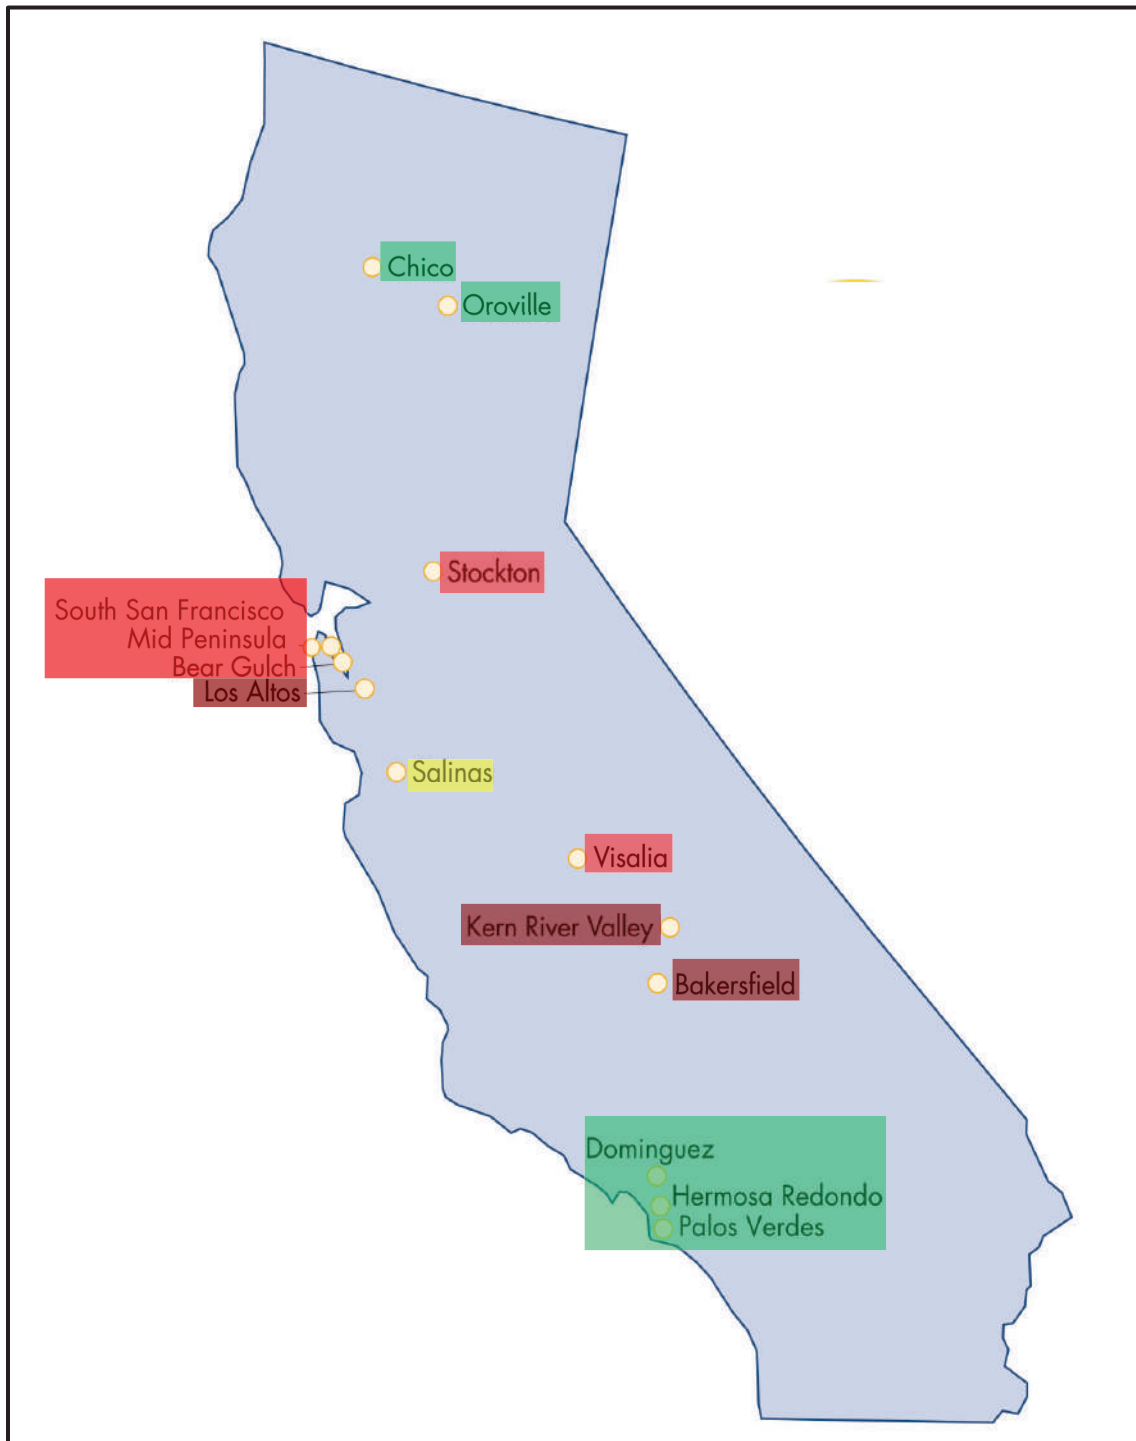 Chico
Oroville
Stockton
South San Francisco
Mid Peninsula
Bear Gulch
Los Altos
Salinas
Visalia
Kern River Valley
Bakersfield
Dominguez
Hermosa Redondo
Palos Verdes